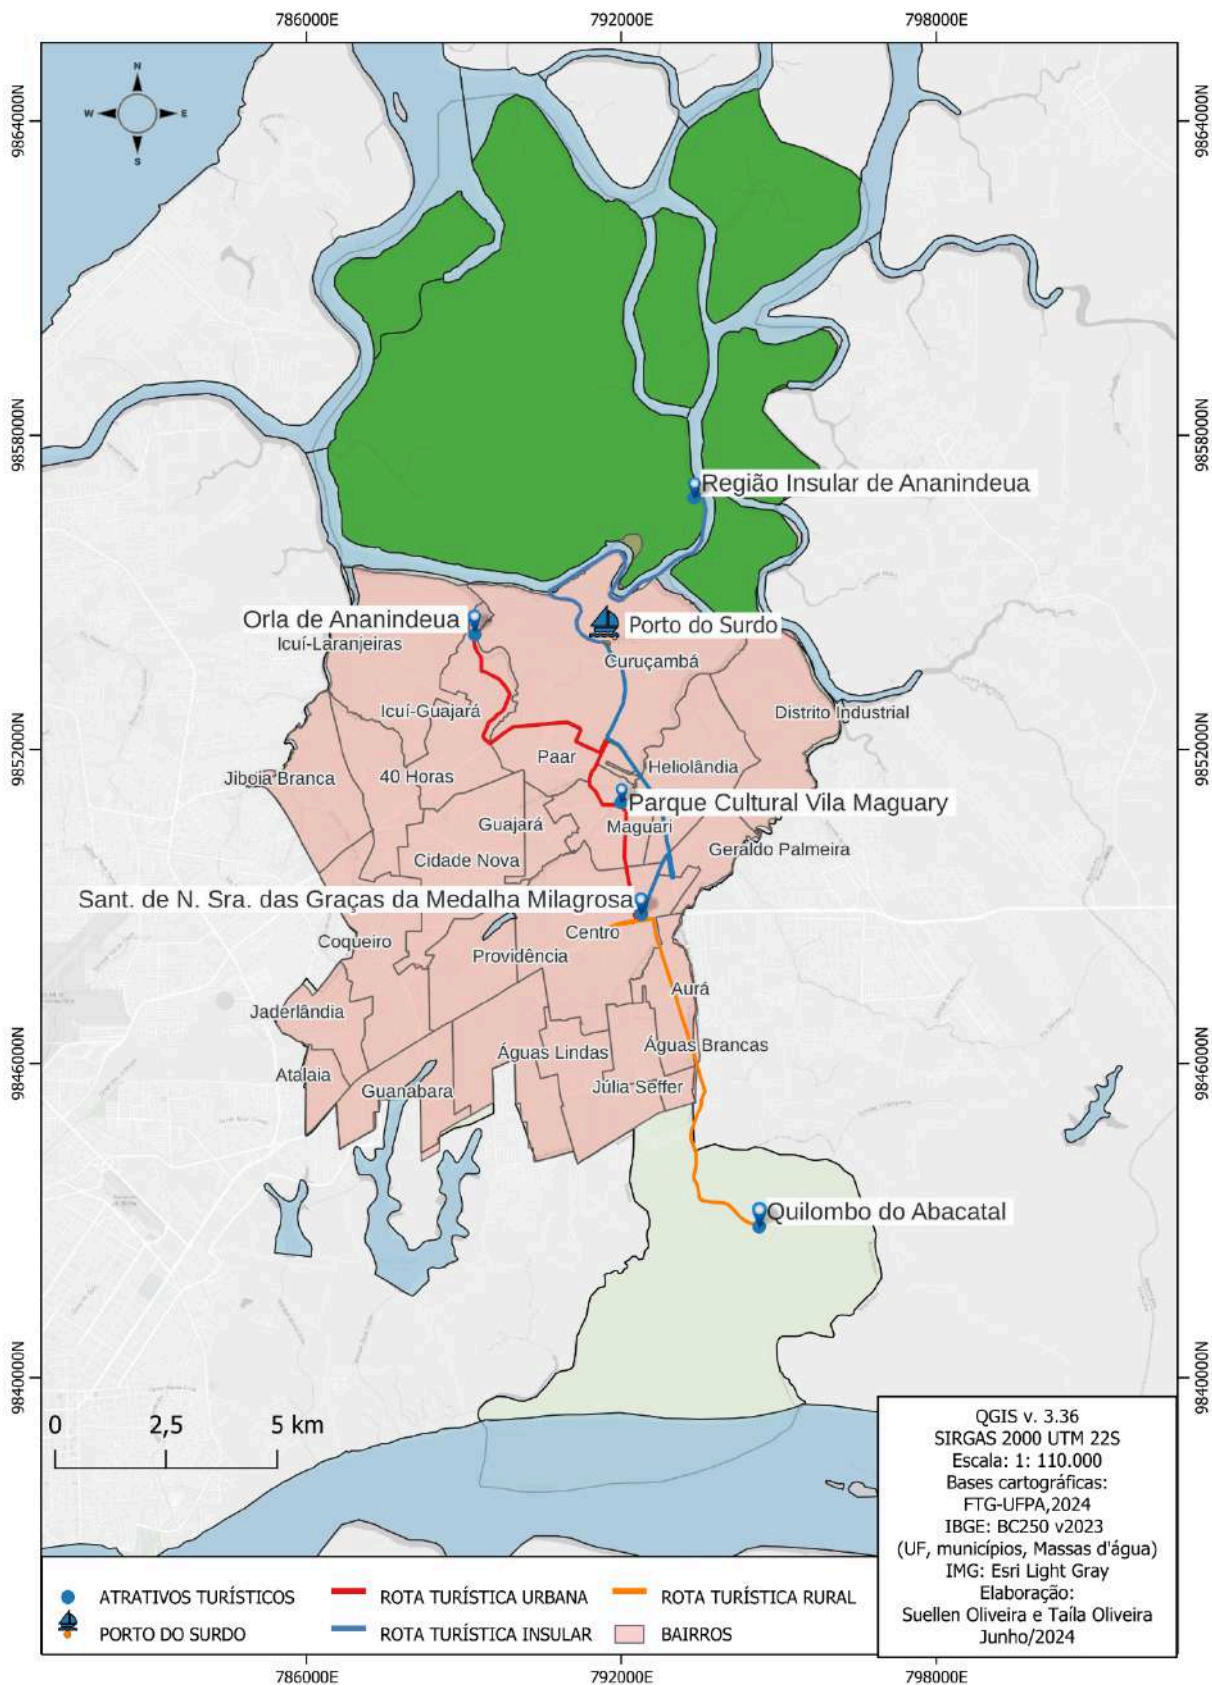 786000E 792000E 798000E
9864000N 9864000N
N
W E
S
9858000N 9858000N
Região Insular de Ananindeua
Orla de Ananindeua
Porto do Surdo
Icuí-Laranjeiras
Curuçambá
Icuí-Guajará
Distrito Industrial
9852000N 9852000N
Paar
Heliolândia
Jiboia Branca
40 Horas
Parque Cultural Vila Maguary
Guajará
Maguari
Geraldo Palmeira
Cidade Nova
Sant. de N. Sra. das Graças da Medalha Milagrosa
Centro
Coqueiro
Providência
Aurá
Jaderlândia
Águas Brancas
Águas Lindas
9846000N 9846000N
Atalaia
Júlia Seffer
Guanabara
Quilombo do Abacatal
9840000N 9840000N
0 2,5 5 km
QGIS v. 3.36
SIRGAS 2000 UTM 22S
Escala: 1: 110.000
Bases cartográficas:
FTG-UFPA,2024
IBGE: BC250 v2023
(UF, municípios, Massas d'água)
IMG: Esri Light Gray
Elaboração:
Suellen Oliveira e Taíla Oliveira
Junho/2024
ATRATIVOS TURÍSTICOS ROTA TURÍSTICA URBANA ROTA TURÍSTICA RURAL
PORTO DO SURDO ROTA TURÍSTICA INSULAR BAIRROS
786000E 792000E 798000E